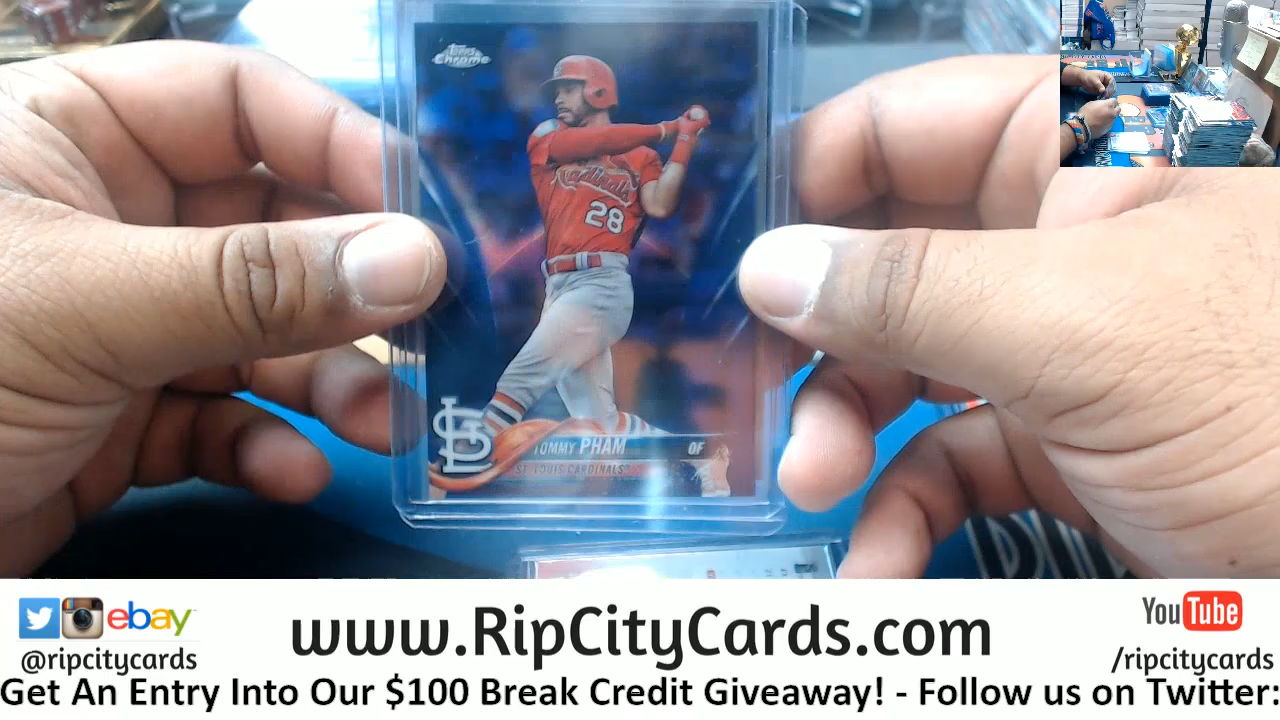 Topps
Chrome
Cardinals
28
TOMMY PHAM OF
ST. LOUIS CARDINALS
ebay
www.RipCityCards.com
YouTube
@ripcitycards
/ripcitycards
Get An Entry Into Our $100 Break Credit Giveaway! - Follow us on Twitter: